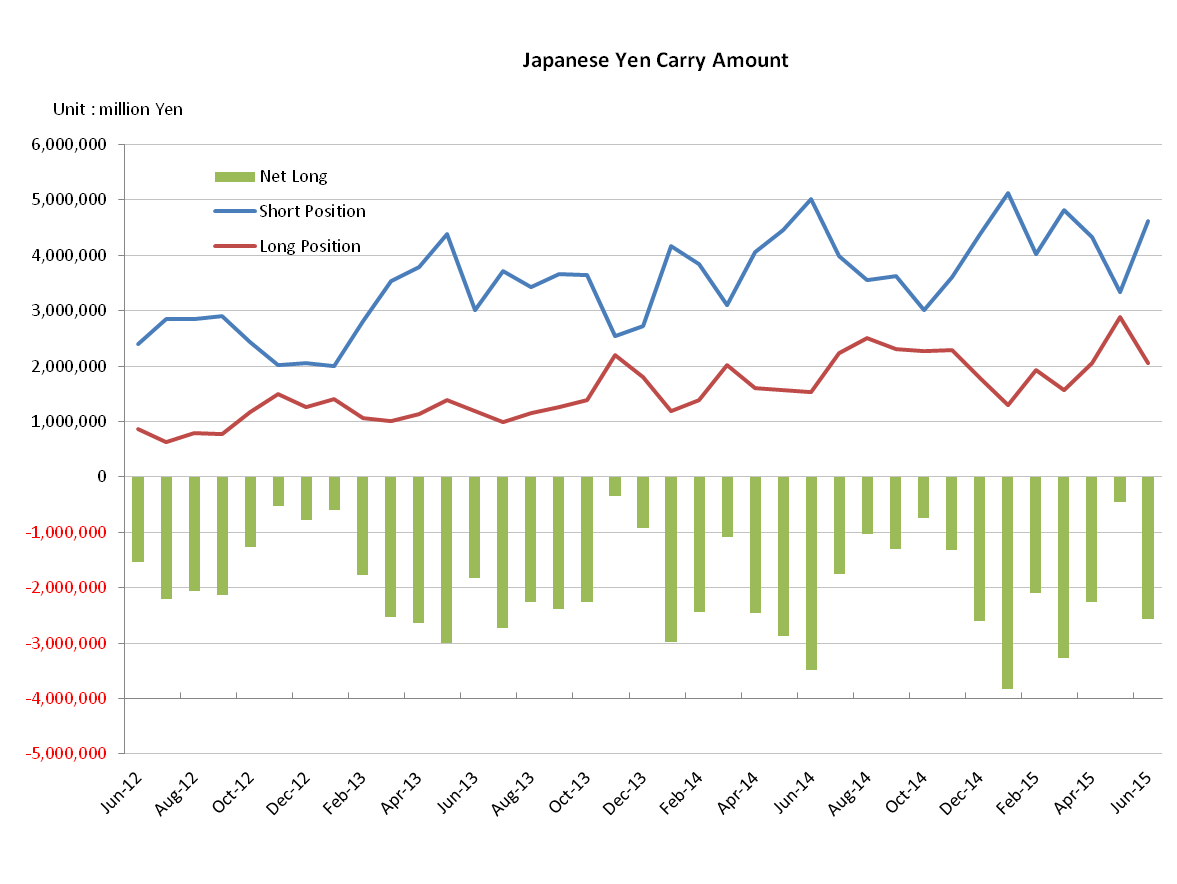 Japanese Yen Carry Amount
Unit : million Yen
6,000,000
5,000,000
4,000,000
3,000,000
2,000,000
1,000,000
0
-1,000,000
-2,000,000
-3,000,000
-4,000,000
-5,000,000
Net Long
Short Position
Long Position
Jun-12
Aug-12
Oct-12
Dec-12
Feb-13
Apr-13
Jun-13
Aug-13
Oct-13
Dec-13
Feb-14
Apr-14
Jun-14
Aug-14
Oct-14
Dec-14
Feb-15
Apr-15
Jun-15